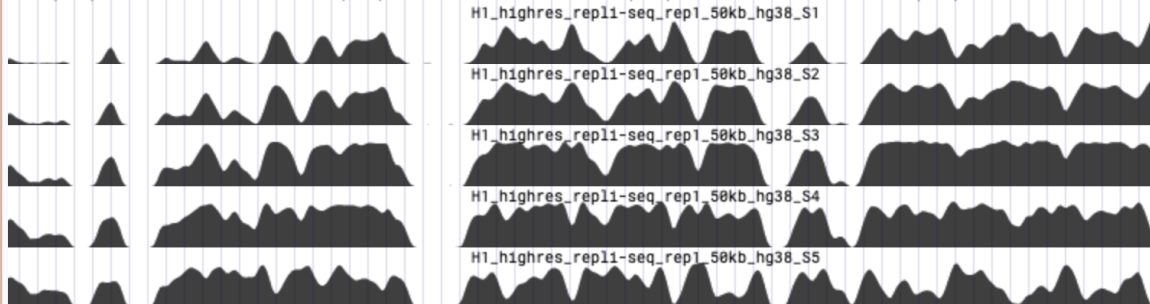 H1_highres_repli-seq_rep1_50kb_hg38_S1
H1_highres_repli-seq_rep1_50kb_hg38_S2
H1_highres_repli-seq_rep1_50kb_hg38_S3
H1_highres_repli-seq_rep1_50kb_hg38_S4
H1_highres_repli-seq_rep1_50kb_hg38_S5